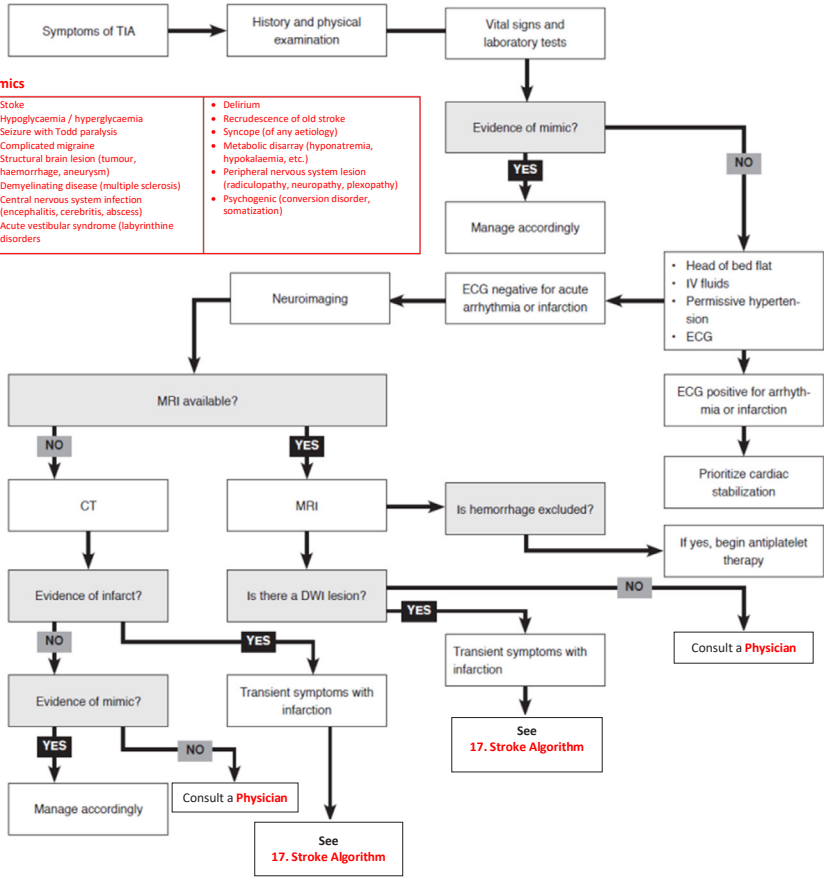 Symptoms of TIA
History and physical
examination
Vital signs and
laboratory tests
mics
Stoke
Hypoglycaemia / hyperglycaemia
Seizure with Todd paralysis
Complicated migraine
Structural brain lesion (tumour,
haemorrhage, aneurysm)
Demyelinating disease (multiple sclerosis)
Central nervous system infection
(encephalitis, cerebritis, abscess)
Acute vestibular syndrome (labyrinthine
disorders
• Delirium
• Recrudescence of old stroke
• Syncope (of any aetiology)
• Metabolic disarray (hyponatremia,
hypokalaemia, etc.)
• Peripheral nervous system lesion
(radiculopathy, neuropathy, plexopathy)
• Psychogenic (conversion disorder,
somatization)
Evidence of mimic?
YES
NO
Manage accordingly
• Head of bed flat
• IV fluids
• Permissive hyperten-
sion
• ECG
ECG negative for acute
arrhythmia or infarction
Neuroimaging
ECG positive for arrhyth-
mia or infarction
Prioritize cardiac
stabilization
MRI available?
NO
YES
CT
MRI
Is hemorrhage excluded?
If yes, begin antiplatelet
therapy
Evidence of infarct?
Is there a DWI lesion?
NO
YES
NO
YES
Consult a Physician
Transient symptoms with
infarction
See
17. Stroke Algorithm
Evidence of mimic?
Transient symptoms with
infarction
YES
NO
Manage accordingly
Consult a Physician
See
17. Stroke Algorithm